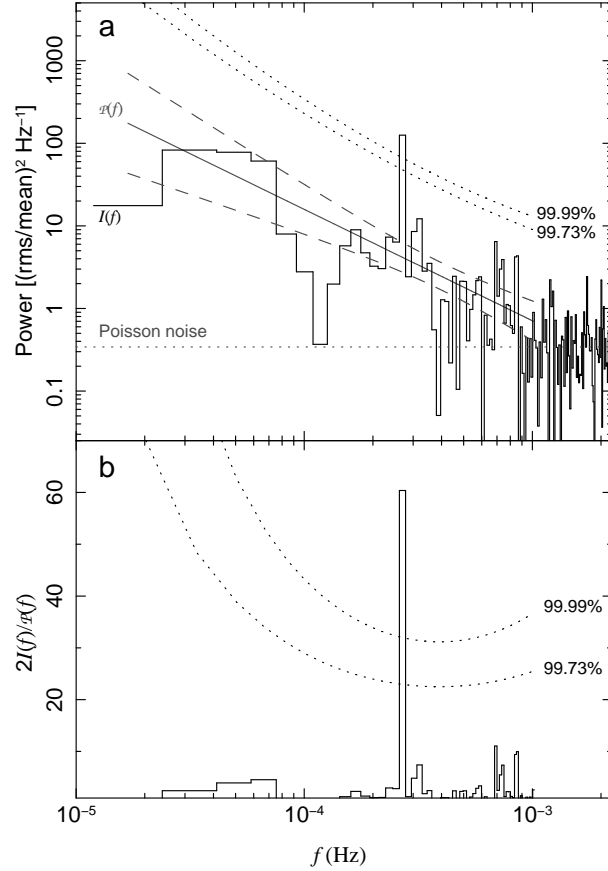 a
1000
100
10
1
0.1
Power [(rms/mean)² Hz⁻¹]
𝒫(f)
I(f)
99.99%
99.73%
Poisson noise
b
60
40
20
2I(f)/𝒫(f)
99.99%
99.73%
10⁻⁵ 10⁻⁴ 10⁻³
f (Hz)